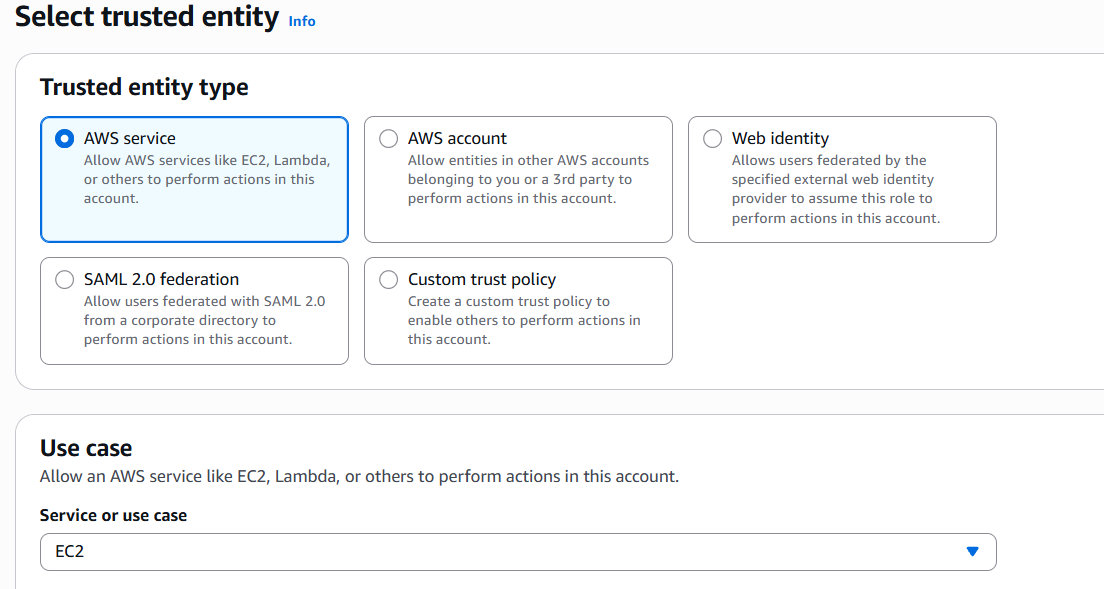 Select trusted entity Info
Trusted entity type
AWS service
Allow AWS services like EC2, Lambda,
or others to perform actions in this
account.
AWS account
Allow entities in other AWS accounts
belonging to you or a 3rd party to
perform actions in this account.
Web identity
Allows users federated by the
specified external web identity
provider to assume this role to
perform actions in this account.
SAML 2.0 federation
Allow users federated with SAML 2.0
from a corporate directory to
perform actions in this account.
Custom trust policy
Create a custom trust policy to
enable others to perform actions in
this account.
Use case
Allow an AWS service like EC2, Lambda, or others to perform actions in this account.
Service or use case
EC2